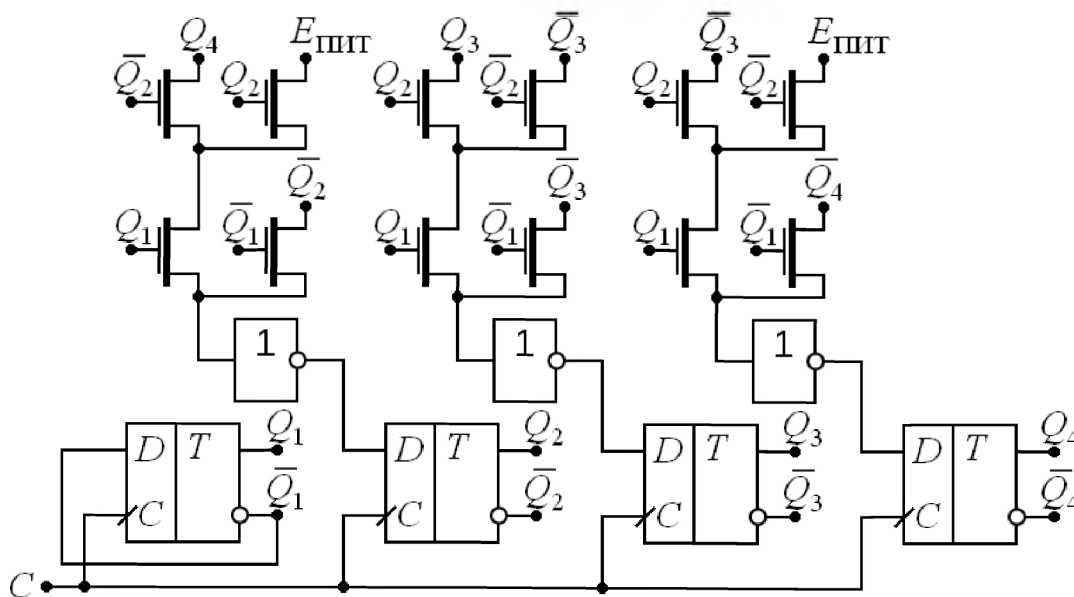 Q₄ Eпит Q₃ Q̅₃ Q̅₃ Eпит
Q̅₂ Q₂ Q₂ Q̅₂ Q₂ Q̅₂
Q̅₂ Q̅₃ Q̅₄
Q₁ Q̅₁ Q₁ Q̅₁ Q₁ Q̅₁
1 1 1
D T Q₁ D T Q₂ D T Q₃ D T Q₄
C Q̅₁ C Q̅₂ C Q̅₃ C Q̅₄
C